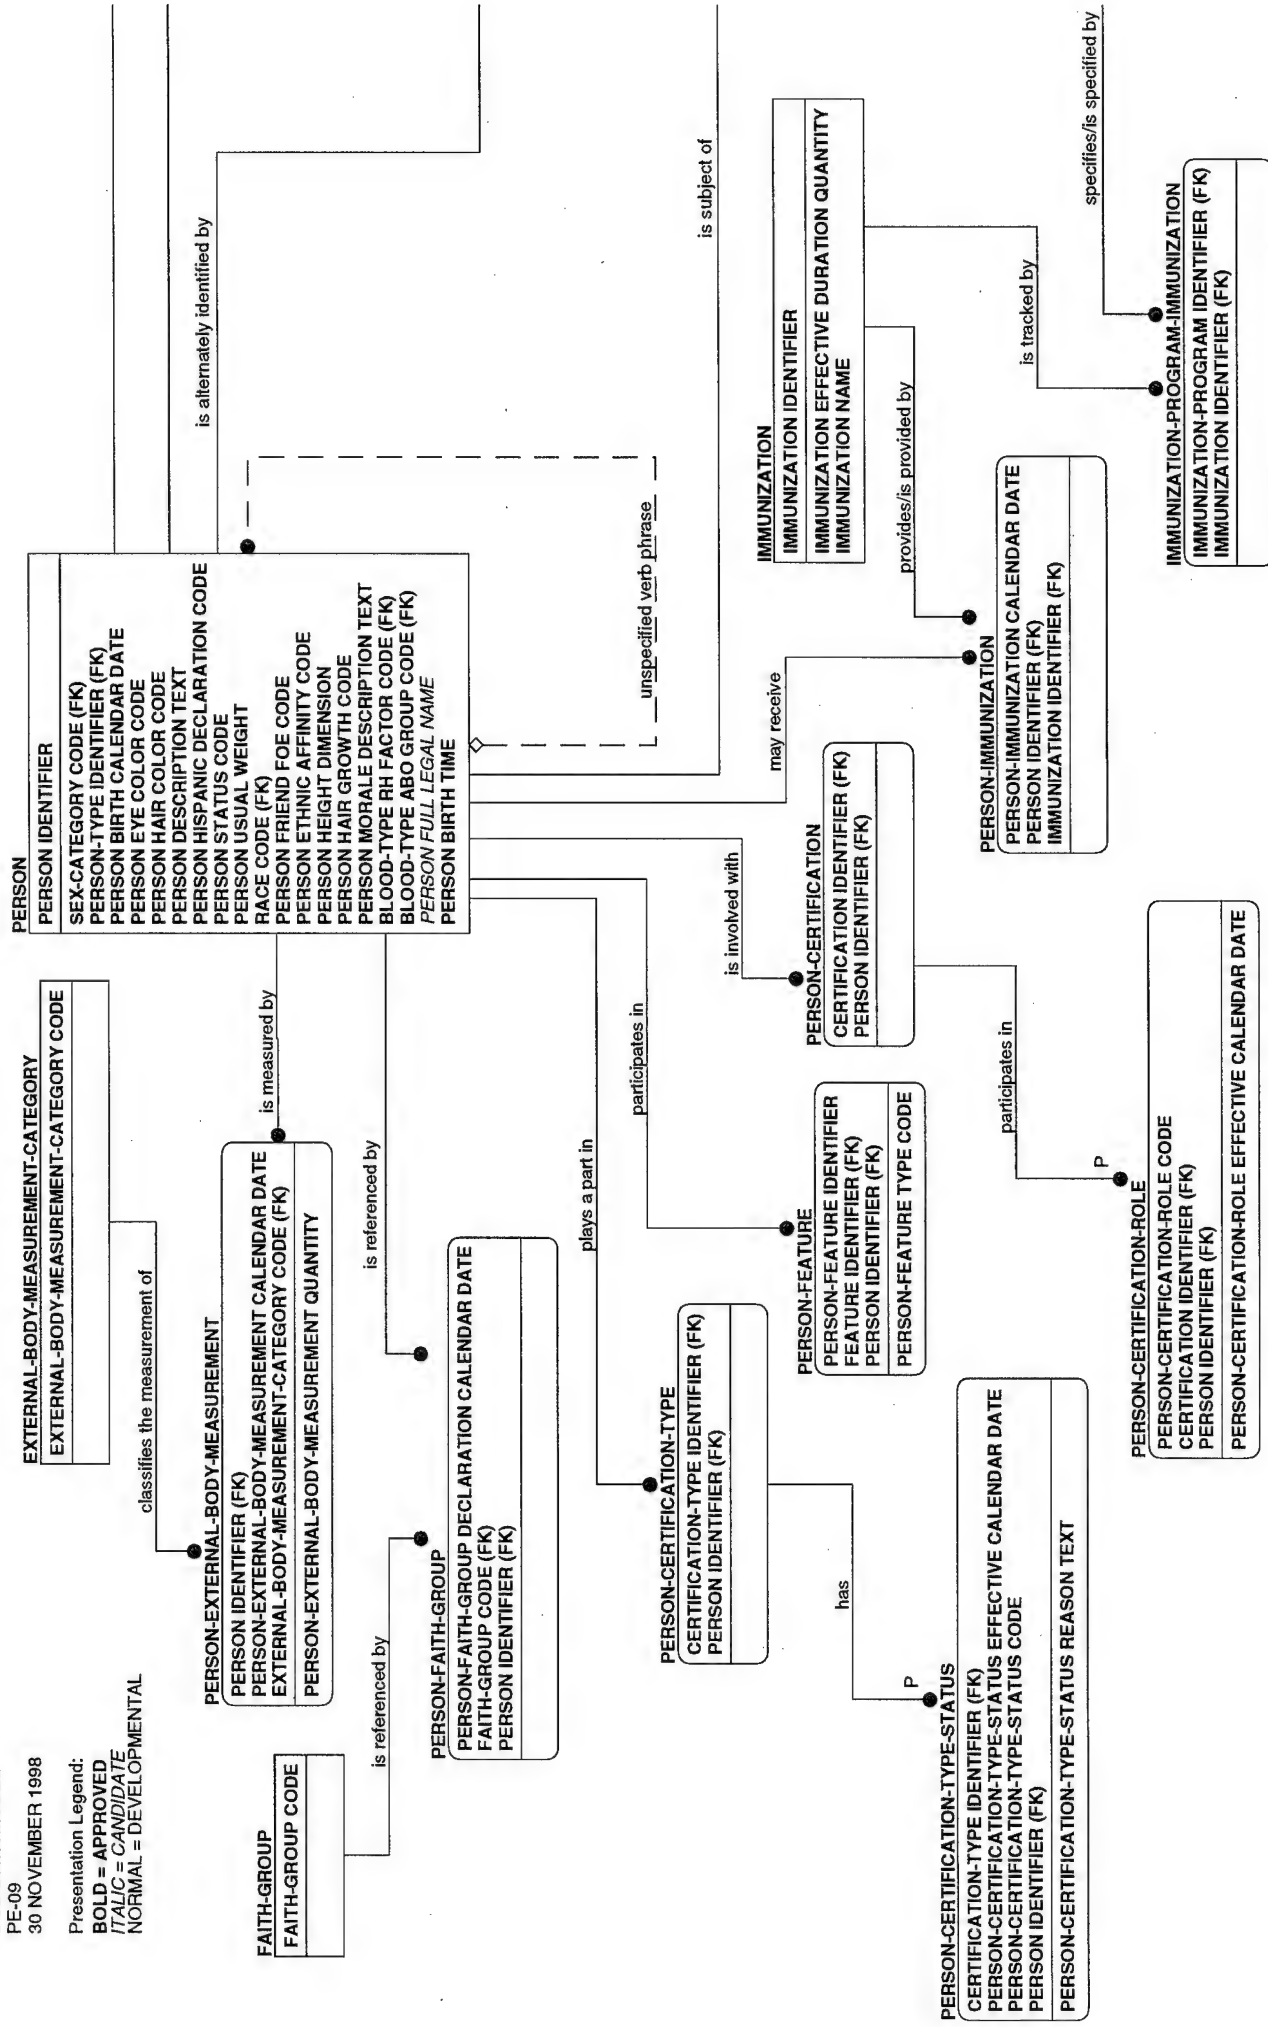 PE-09
30 NOVEMBER 1998
Presentation Legend:
BOLD = APPROVED
ITALIC = CANDIDATE
NORMAL = DEVELOPMENTAL
EXTERNAL-BODY-MEASUREMENT-CATEGORY
EXTERNAL-BODY-MEASUREMENT-CATEGORY CODE
classifies the measurement of
PERSON-EXTERNAL-BODY-MEASUREMENT
PERSON IDENTIFIER (FK)
PERSON-EXTERNAL-BODY-MEASUREMENT CALENDAR DATE
EXTERNAL-BODY-MEASUREMENT-CATEGORY CODE (FK)
PERSON-EXTERNAL-BODY-MEASUREMENT QUANTITY
is measured by
PERSON
PERSON IDENTIFIER
SEX-CATEGORY CODE (FK)
PERSON-TYPE IDENTIFIER (FK)
PERSON BIRTH CALENDAR DATE
PERSON EYE COLOR CODE
PERSON HAIR COLOR CODE
PERSON DESCRIPTION TEXT
PERSON HISPANIC DECLARATION CODE
PERSON STATUS CODE
PERSON USUAL WEIGHT
RACE CODE (FK)
PERSON FRIEND FOE CODE
PERSON ETHNIC AFFINITY CODE
PERSON HEIGHT DIMENSION
PERSON HAIR GROWTH CODE
PERSON MORALE DESCRIPTION TEXT
BLOOD-TYPE RH FACTOR CODE (FK)
BLOOD-TYPE ABO GROUP CODE (FK)
PERSON FULL LEGAL NAME
PERSON BIRTH TIME
is alternately identified by
unspecified verb phrase
FAITH-GROUP
FAITH-GROUP CODE
is referenced by
is referenced by
PERSON-FAITH-GROUP
PERSON-FAITH-GROUP DECLARATION CALENDAR DATE
FAITH-GROUP CODE (FK)
PERSON IDENTIFIER (FK)
plays a part in
participates in
is involved with
may receive
is subject of
PERSON-CERTIFICATION-TYPE
CERTIFICATION-TYPE IDENTIFIER (FK)
PERSON IDENTIFIER (FK)
has
P
PERSON-CERTIFICATION-TYPE-STATUS
CERTIFICATION-TYPE IDENTIFIER (FK)
PERSON-CERTIFICATION-TYPE-STATUS EFFECTIVE CALENDAR DATE
PERSON-CERTIFICATION-TYPE-STATUS CODE
PERSON IDENTIFIER (FK)
PERSON-CERTIFICATION-TYPE-STATUS REASON TEXT
PERSON-FEATURE
PERSON-FEATURE IDENTIFIER
FEATURE IDENTIFIER (FK)
PERSON IDENTIFIER (FK)
PERSON-FEATURE TYPE CODE
PERSON-CERTIFICATION
CERTIFICATION IDENTIFIER (FK)
PERSON IDENTIFIER (FK)
participates in
P
PERSON-CERTIFICATION-ROLE
PERSON-CERTIFICATION-ROLE CODE
CERTIFICATION IDENTIFIER (FK)
PERSON IDENTIFIER (FK)
PERSON-CERTIFICATION-ROLE EFFECTIVE CALENDAR DATE
IMMUNIZATION
IMMUNIZATION IDENTIFIER
IMMUNIZATION EFFECTIVE DURATION QUANTITY
IMMUNIZATION NAME
provides/is provided by
is tracked by
PERSON-IMMUNIZATION
PERSON-IMMUNIZATION CALENDAR DATE
PERSON IDENTIFIER (FK)
IMMUNIZATION IDENTIFIER (FK)
specifies/is specified by
IMMUNIZATION-PROGRAM-IMMUNIZATION
IMMUNIZATION-PROGRAM IDENTIFIER (FK)
IMMUNIZATION IDENTIFIER (FK)